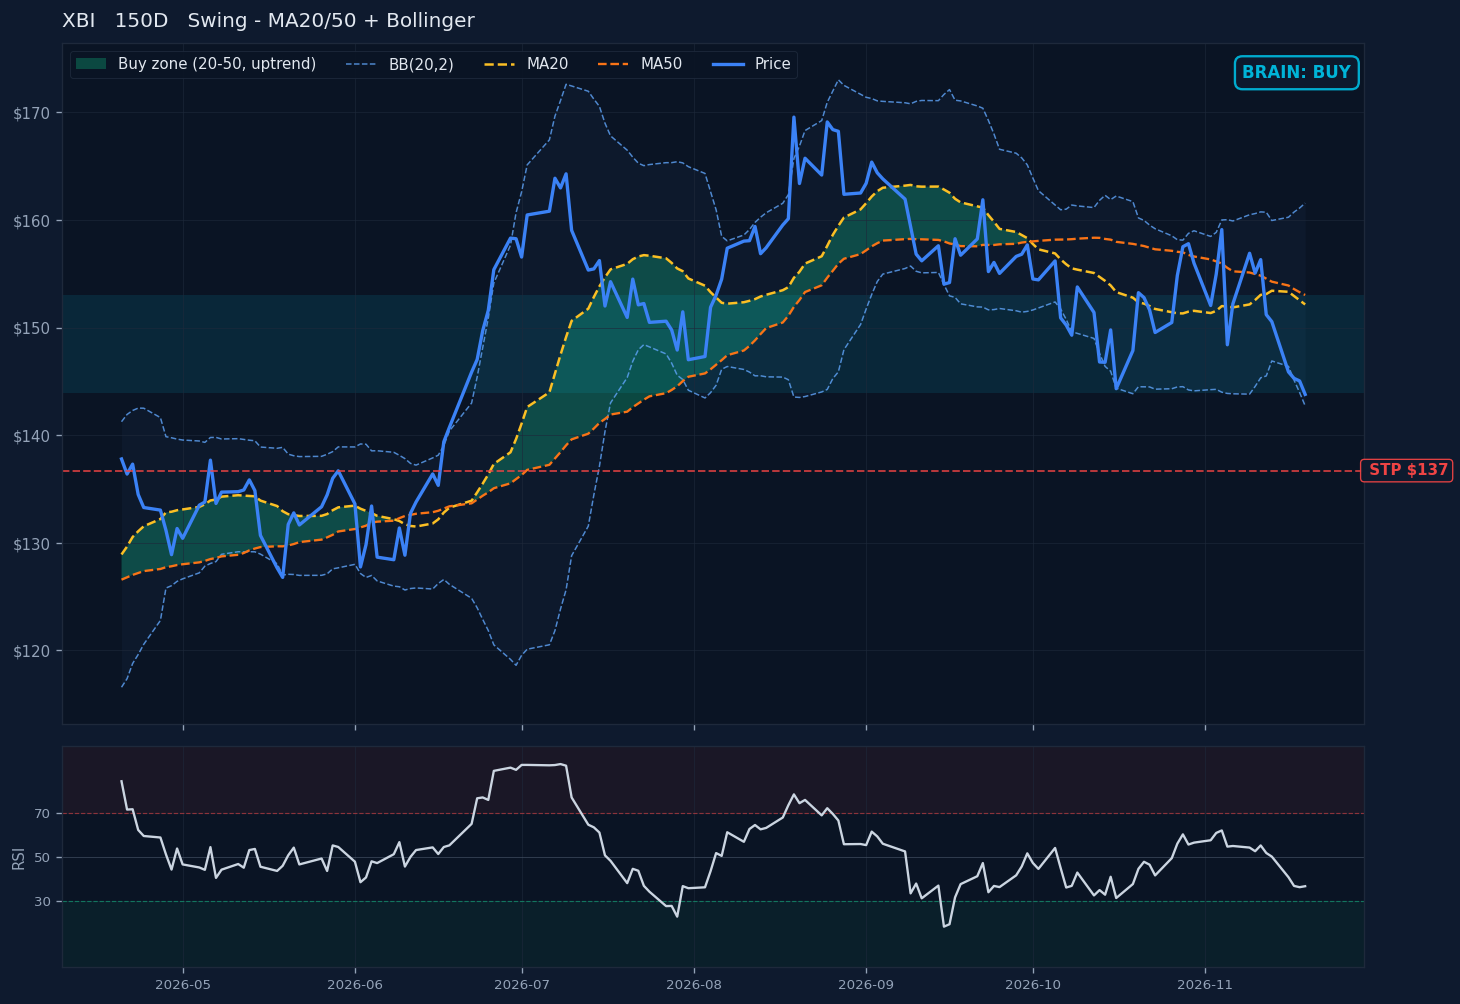 XBI   150D   Swing - MA20/50 + Bollinger
Buy zone (20-50, uptrend)   BB(20,2)   MA20   MA50   Price
BRAIN: BUY
$170
$160
$150
$140
STP $137
$130
$120
RSI
70
50
30
2026-05   2026-06   2026-07   2026-08   2026-09   2026-10   2026-11